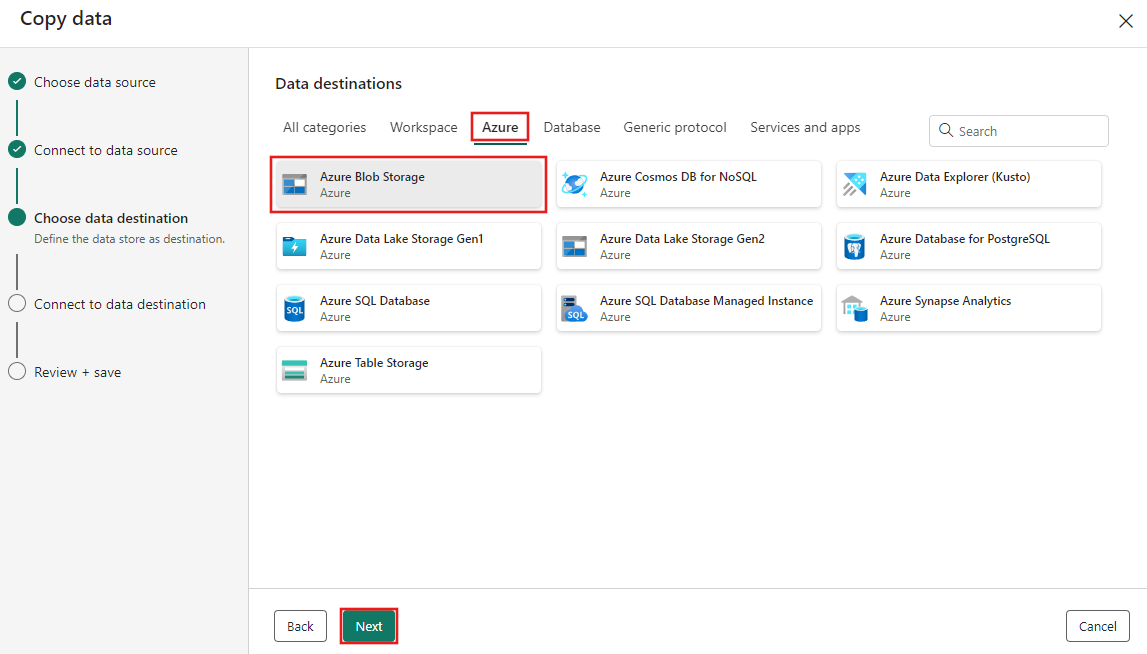 Copy data
Choose data source
Connect to data source
Choose data destination
Define the data store as destination.
Connect to data destination
Review + save
Data destinations
All categories
Workspace
Azure
Database
Generic protocol
Services and apps
Search
Azure Blob Storage
Azure
Azure Cosmos DB for NoSQL
Azure
Azure Data Explorer (Kusto)
Azure
Azure Data Lake Storage Gen1
Azure
Azure Data Lake Storage Gen2
Azure
Azure Database for PostgreSQL
Azure
SQL
Azure SQL Database
Azure
SQL
Azure SQL Database Managed Instance
Azure
Azure Synapse Analytics
Azure
Azure Table Storage
Azure
Back
Next
Cancel